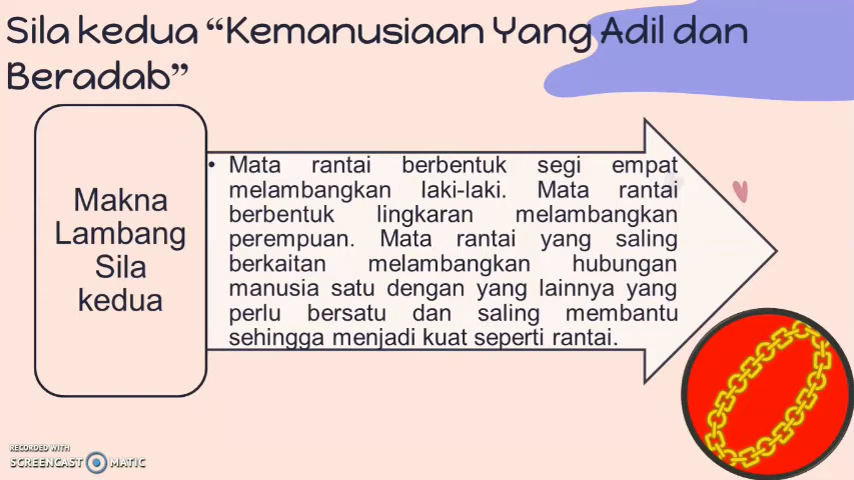 Sila kedua “Kemanusiaan Yang Adil dan
Beradab”
Makna
Lambang
Sila
kedua
• Mata rantai berbentuk segi empat
melambangkan laki-laki. Mata rantai
berbentuk lingkaran melambangkan
perempuan. Mata rantai yang saling
berkaitan melambangkan hubungan
manusia satu dengan yang lainnya yang
perlu bersatu dan saling membantu
sehingga menjadi kuat seperti rantai.
RECORDED WITH
SCREENCAST MATIC